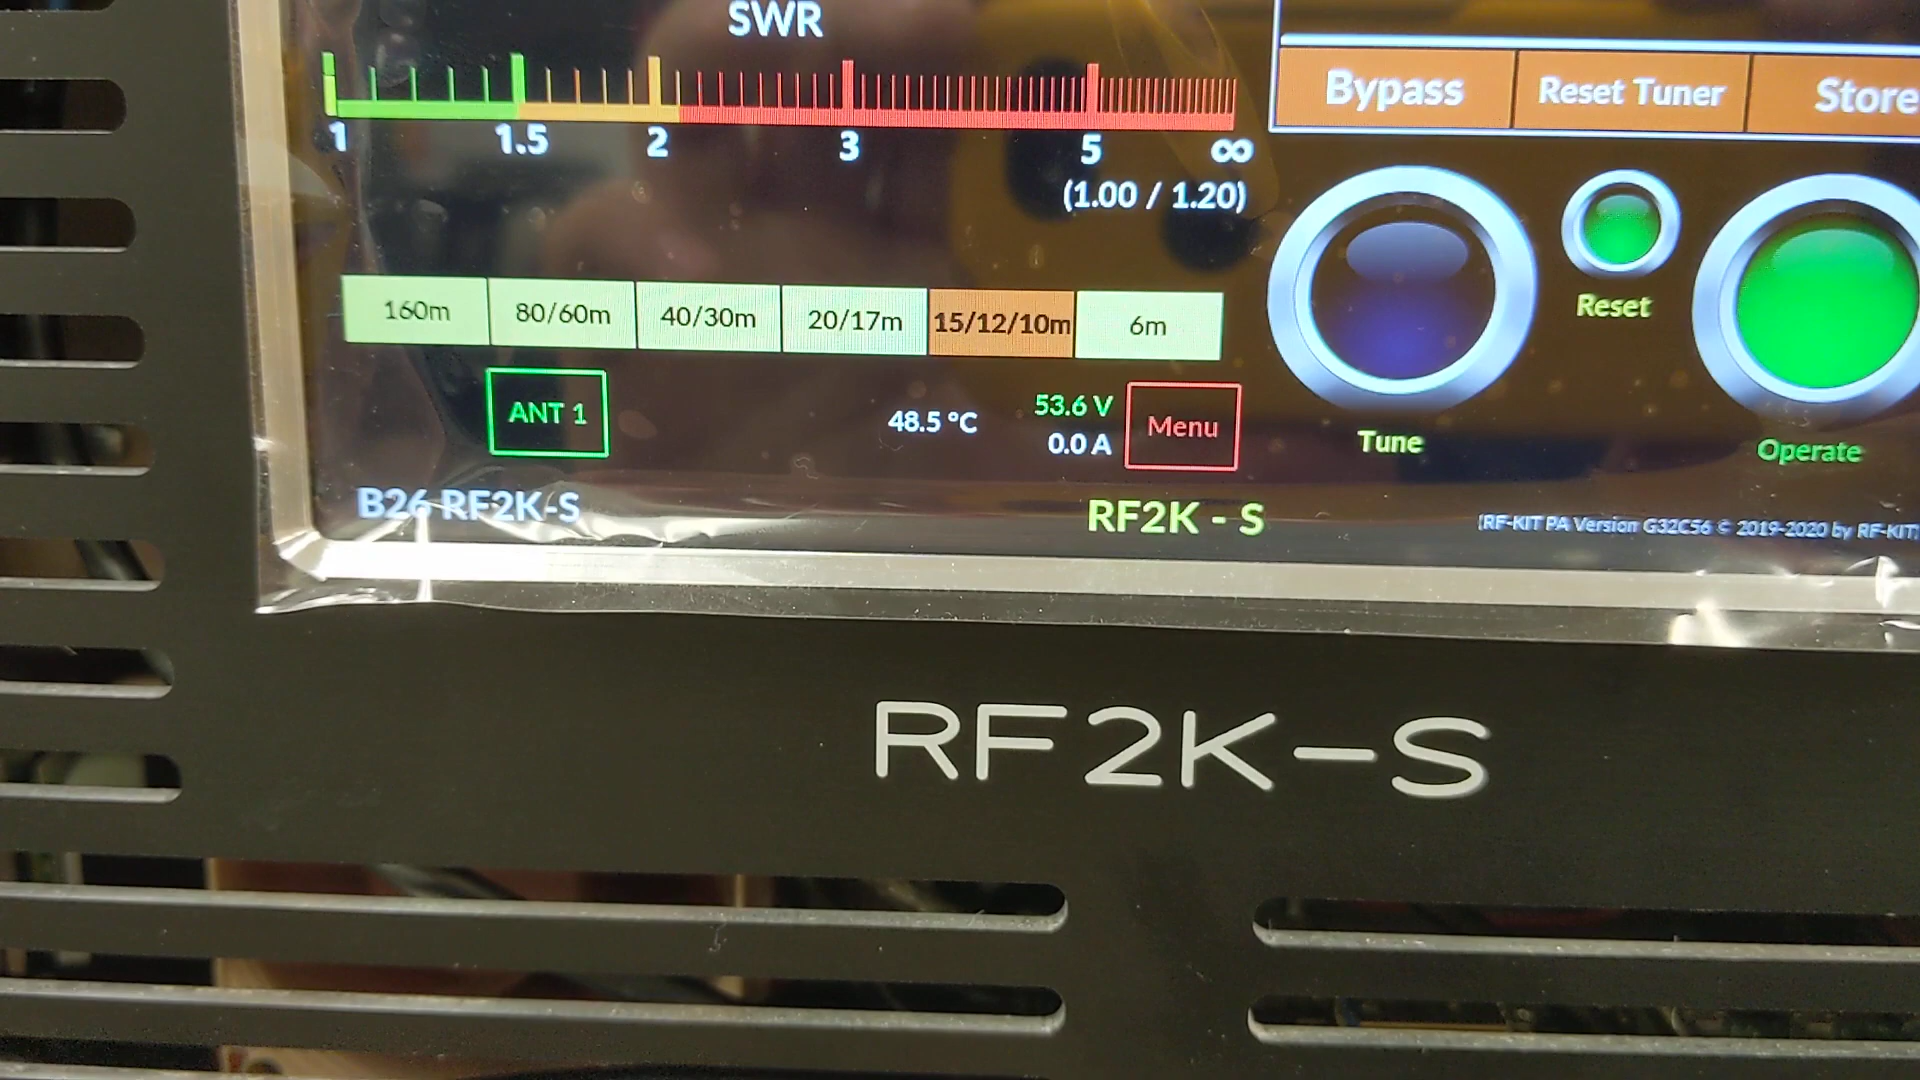 SWR
1 1.5 2 3 5 ∞
(1.00 / 1.20)
Bypass Reset Tuner Store
160m 80/60m 40/30m 20/17m 15/12/10m 6m
Reset
ANT 1
48.5 °C
53.6 V
0.0 A
Menu
Tune
Operate
B26 RF2K-S
RF2K - S
(RF-KIT PA Version G32C56 © 2019-2020 by RF-KIT)
RF2K-S